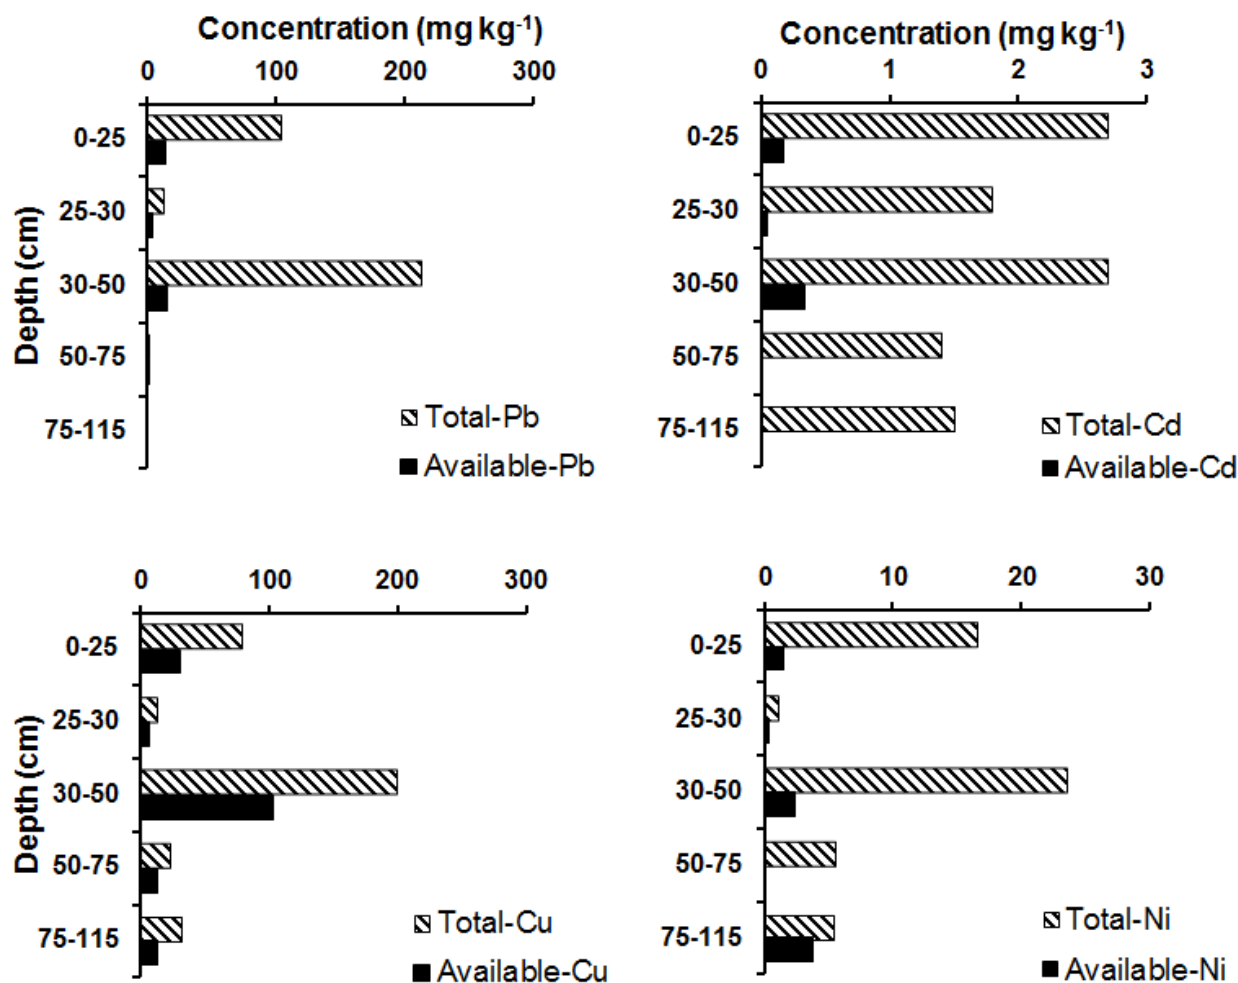 Concentration (mg kg-1)
0 100 200 300
Depth (cm)
0-25
25-30
30-50
50-75
75-115
Total-Pb
Available-Pb
Concentration (mg kg-1)
0 1 2 3
0-25
25-30
30-50
50-75
75-115
Total-Cd
Available-Cd
0 100 200 300
Depth (cm)
0-25
25-30
30-50
50-75
75-115
Total-Cu
Available-Cu
0 10 20 30
0-25
25-30
30-50
50-75
75-115
Total-Ni
Available-Ni